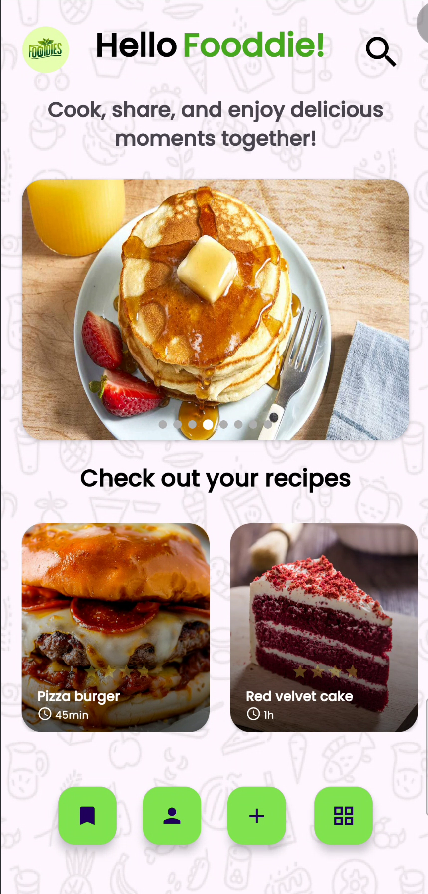 FOODIES
Hello Fooddie!
Cook, share, and enjoy delicious
moments together!
Check out your recipes
Pizza burger
45min
Red velvet cake
1h